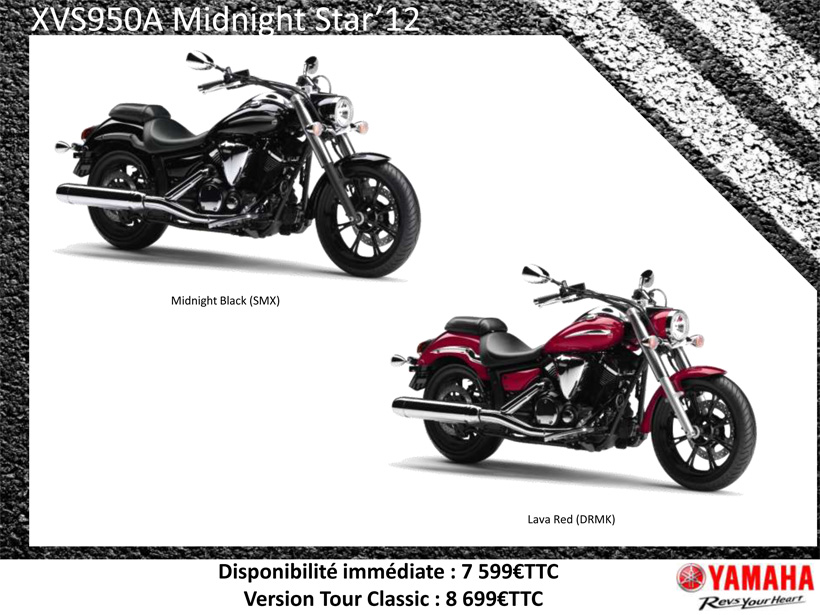 XVS950A Midnight Star’12
Midnight Black (SMX)
Lava Red (DRMK)
Disponibilité immédiate : 7 599€TTC
Version Tour Classic : 8 699€TTC
YAMAHA
Revs Your Heart